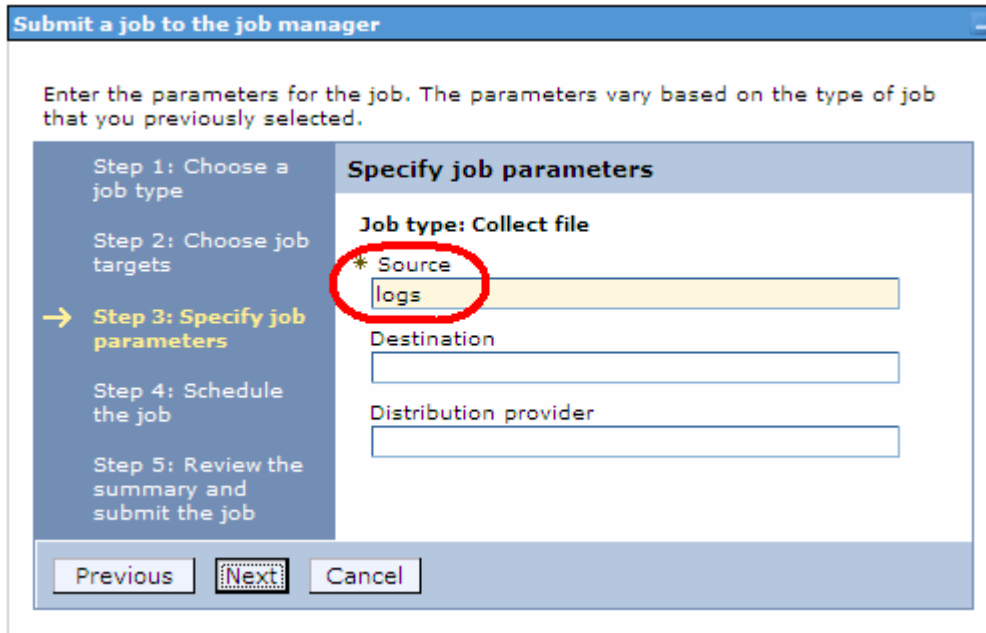 Submit a job to the job manager
Enter the parameters for the job. The parameters vary based on the type of job
that you previously selected.
Step 1: Choose a
job type
Step 2: Choose job
targets
Step 3: Specify job
parameters
Step 4: Schedule
the job
Step 5: Review the
summary and
submit the job
Specify job parameters
Job type: Collect file
* Source
logs
Destination
Distribution provider
Previous Next Cancel